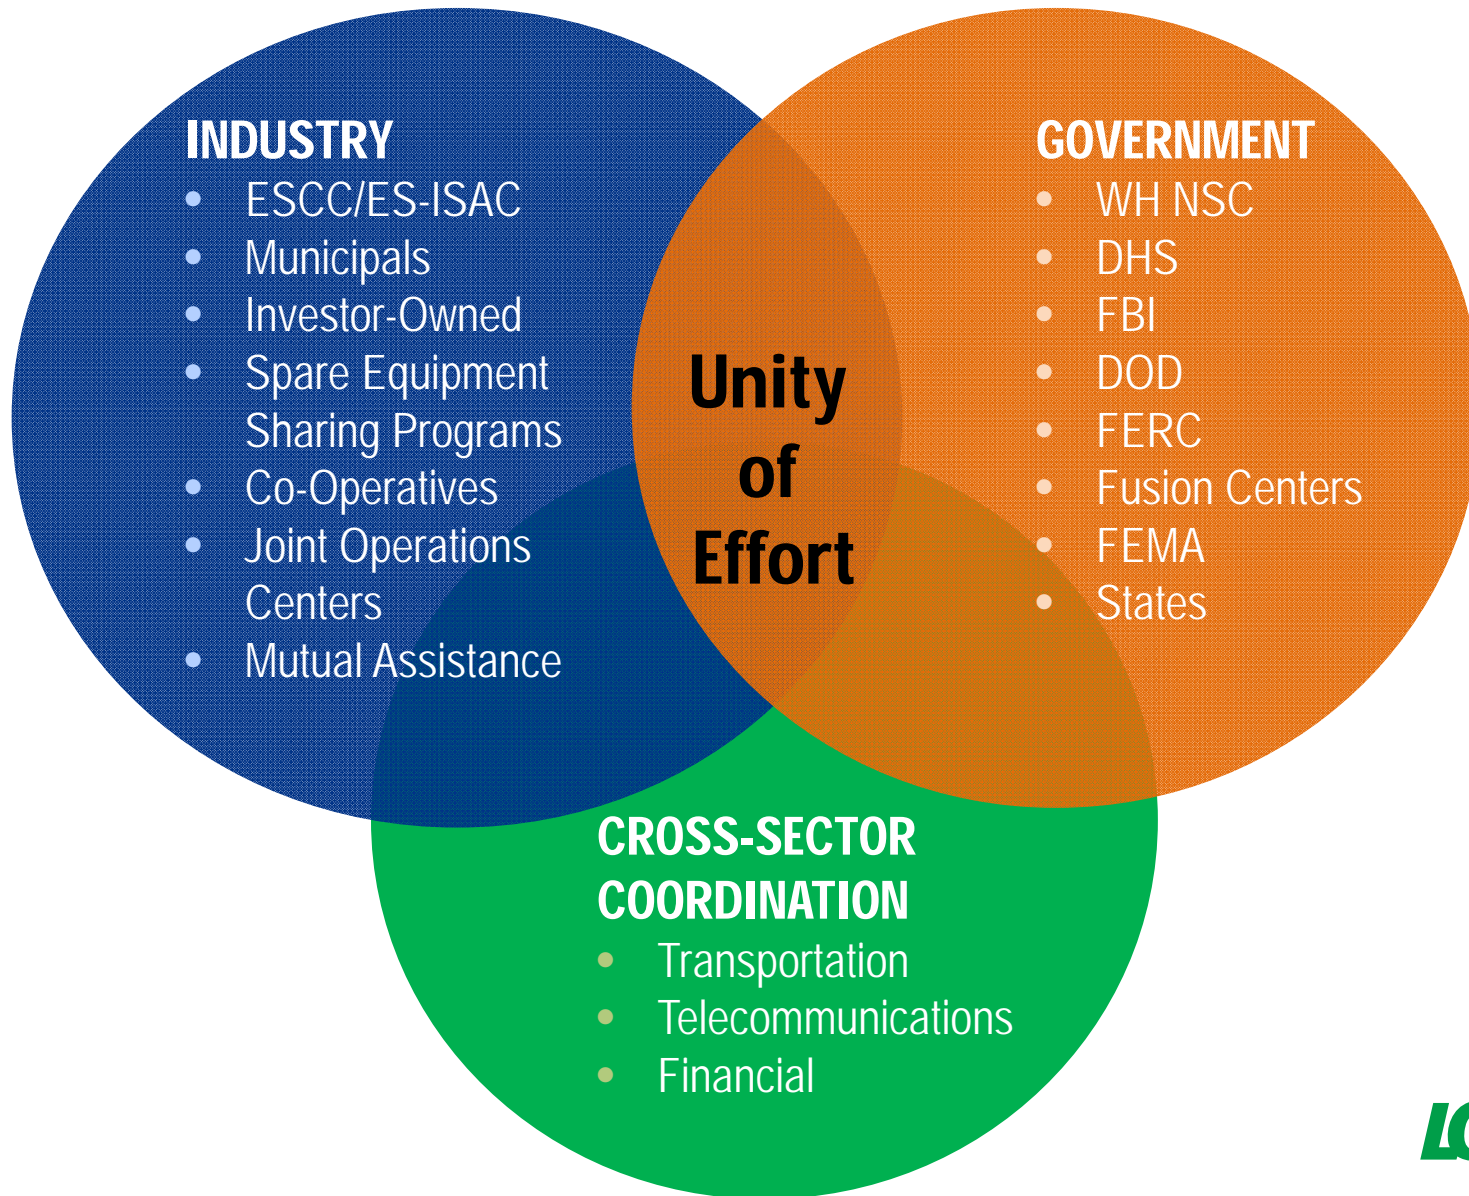 INDUSTRY
• ESCC/ES-ISAC
• Municipals
• Investor-Owned
• Spare Equipment
Sharing Programs
• Co-Operatives
• Joint Operations
Centers
• Mutual Assistance
GOVERNMENT
• WH NSC
• DHS
• FBI
• DOD
• FERC
• Fusion Centers
• FEMA
• States
Unity
of
Effort
CROSS-SECTOR
COORDINATION
• Transportation
• Telecommunications
• Financial